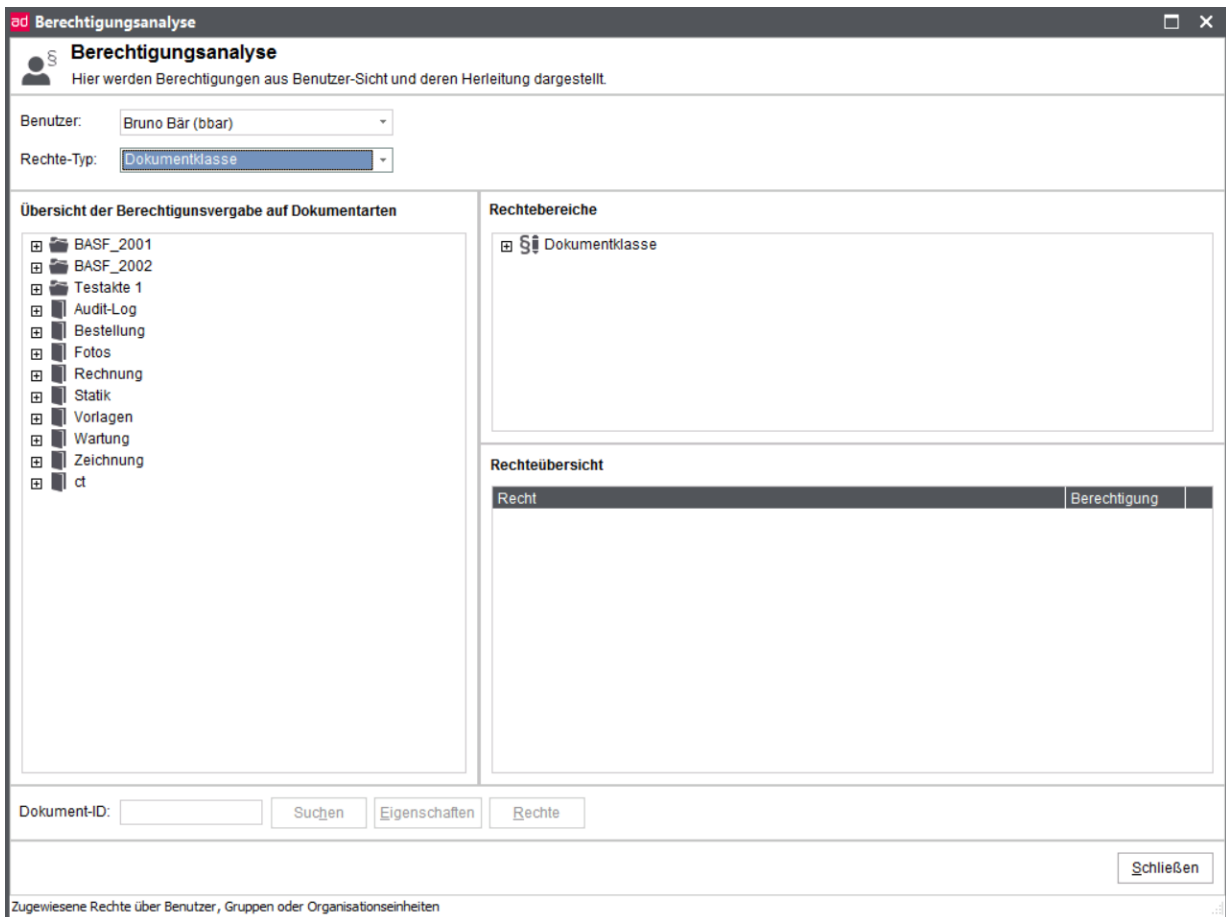 ad Berechtigungsanalyse
Berechtigungsanalyse
§
Hier werden Berechtigungen aus Benutzer-Sicht und deren Herleitung dargestellt.
Benutzer: Bruno Bär (bbar)
Rechte-Typ: Dokumentklasse
Übersicht der Berechtigunsvergabe auf Dokumentarten
BASF_2001
BASF_2002
Testakte 1
Audit-Log
Bestellung
Fotos
Rechnung
Statik
Vorlagen
Wartung
Zeichnung
ct
Rechtebereiche
§ Dokumentklasse
Rechteübersicht
Recht Berechtigung
Dokument-ID: Suchen Eigenschaften Rechte
Schließen
Zugewiesene Rechte über Benutzer, Gruppen oder Organisationseinheiten